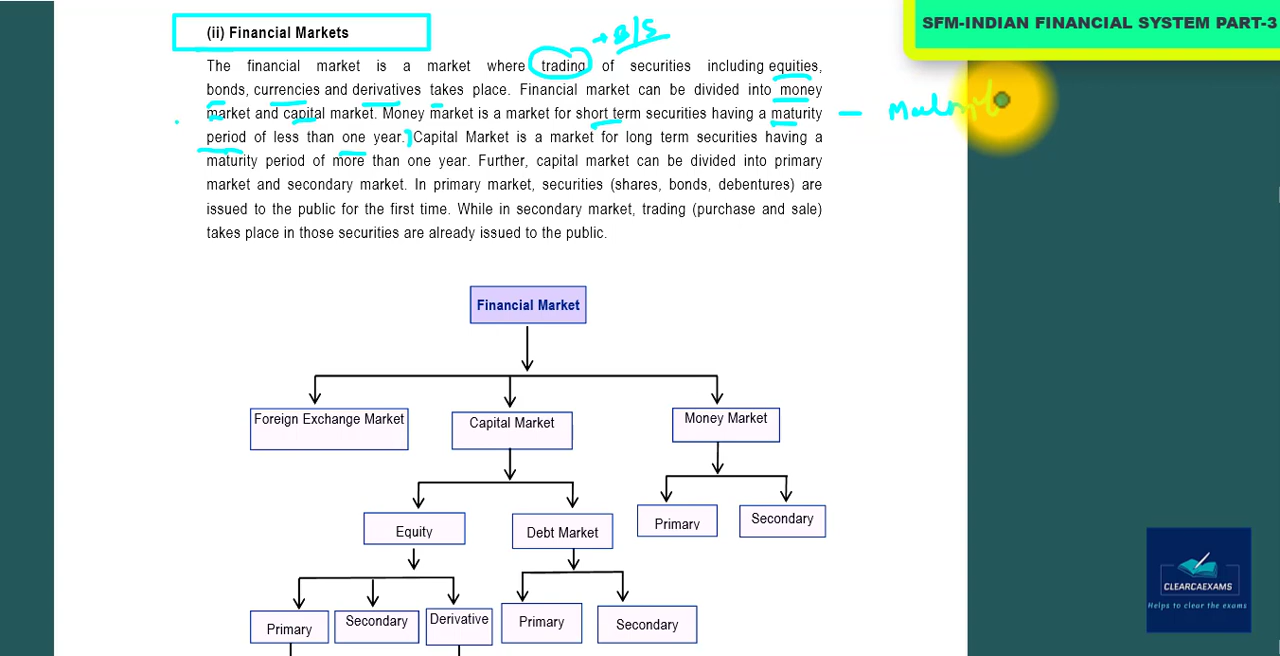 SFM-INDIAN FINANCIAL SYSTEM PART-3
(ii) Financial Markets
B/S
The financial market is a market where trading of securities including equities,
bonds, currencies and derivatives takes place. Financial market can be divided into money
market and capital market. Money market is a market for short term securities having a maturity
period of less than one year. Capital Market is a market for long term securities having a
maturity period of more than one year. Further, capital market can be divided into primary
market and secondary market. In primary market, securities (shares, bonds, debentures) are
issued to the public for the first time. While in secondary market, trading (purchase and sale)
takes place in those securities are already issued to the public.
Financial Market
Foreign Exchange Market
Capital Market
Money Market
Equity
Debt Market
Primary
Secondary
Primary
Secondary
Derivative
Primary
Secondary
CLEARCAEXAMS
Helps to clear the exams